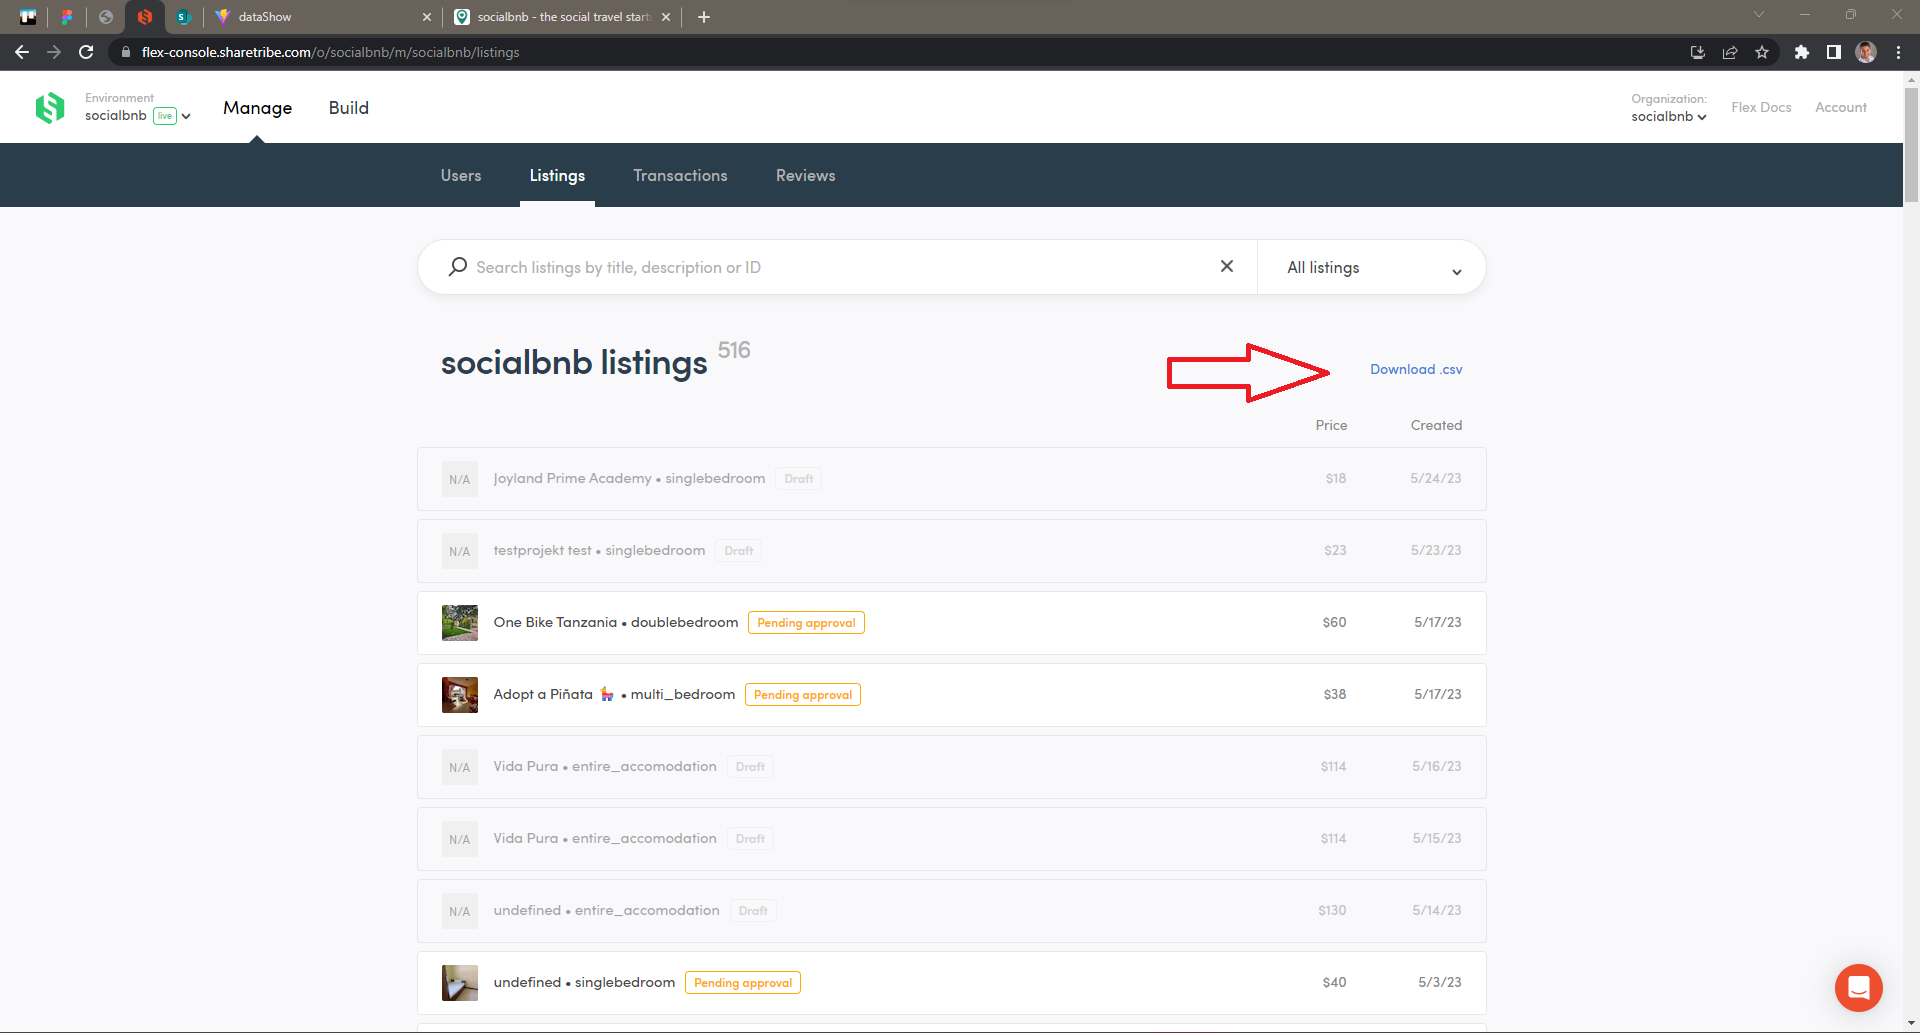 dataShow
socialbnb - the social travel start
flex-console.sharetribe.com/o/socialbnb/m/socialbnb/listings
Environment
socialbnb live
Manage
Build
Organization:
socialbnb
Flex Docs
Account
Users
Listings
Transactions
Reviews
Search listings by title, description or ID
All listings
socialbnb listings 516
Download .csv
Price
Created
N/A Joyland Prime Academy • singlebedroom Draft $18 5/24/23
N/A testprojekt test • singlebedroom Draft $23 5/23/23
One Bike Tanzania • doublebedroom Pending approval $60 5/17/23
Adopt a Piñata 🪅 • multi_bedroom Pending approval $38 5/17/23
N/A Vida Pura • entire_accomodation Draft $114 5/16/23
N/A Vida Pura • entire_accomodation Draft $114 5/15/23
N/A undefined • entire_accomodation Draft $130 5/14/23
undefined • singlebedroom Pending approval $40 5/3/23